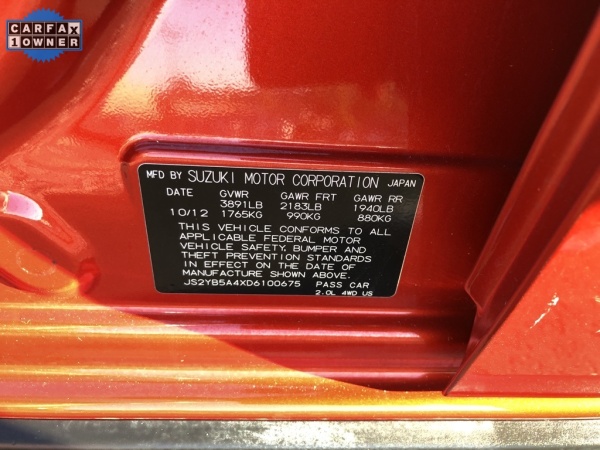 CARFAX
1 OWNER
MFD BY SUZUKI MOTOR CORPORATION JAPAN
DATE GVWR GAWR FRT GAWR RR
3891LB 2183LB 1940LB
10/12 1765KG 990KG 880KG
THIS VEHICLE CONFORMS TO ALL
APPLICABLE FEDERAL MOTOR
VEHICLE SAFETY, BUMPER AND
THEFT PREVENTION STANDARDS
IN EFFECT ON THE DATE OF
MANUFACTURE SHOWN ABOVE.
JS2YB5A4XD6100675 PASS CAR
2.0L 4WD US